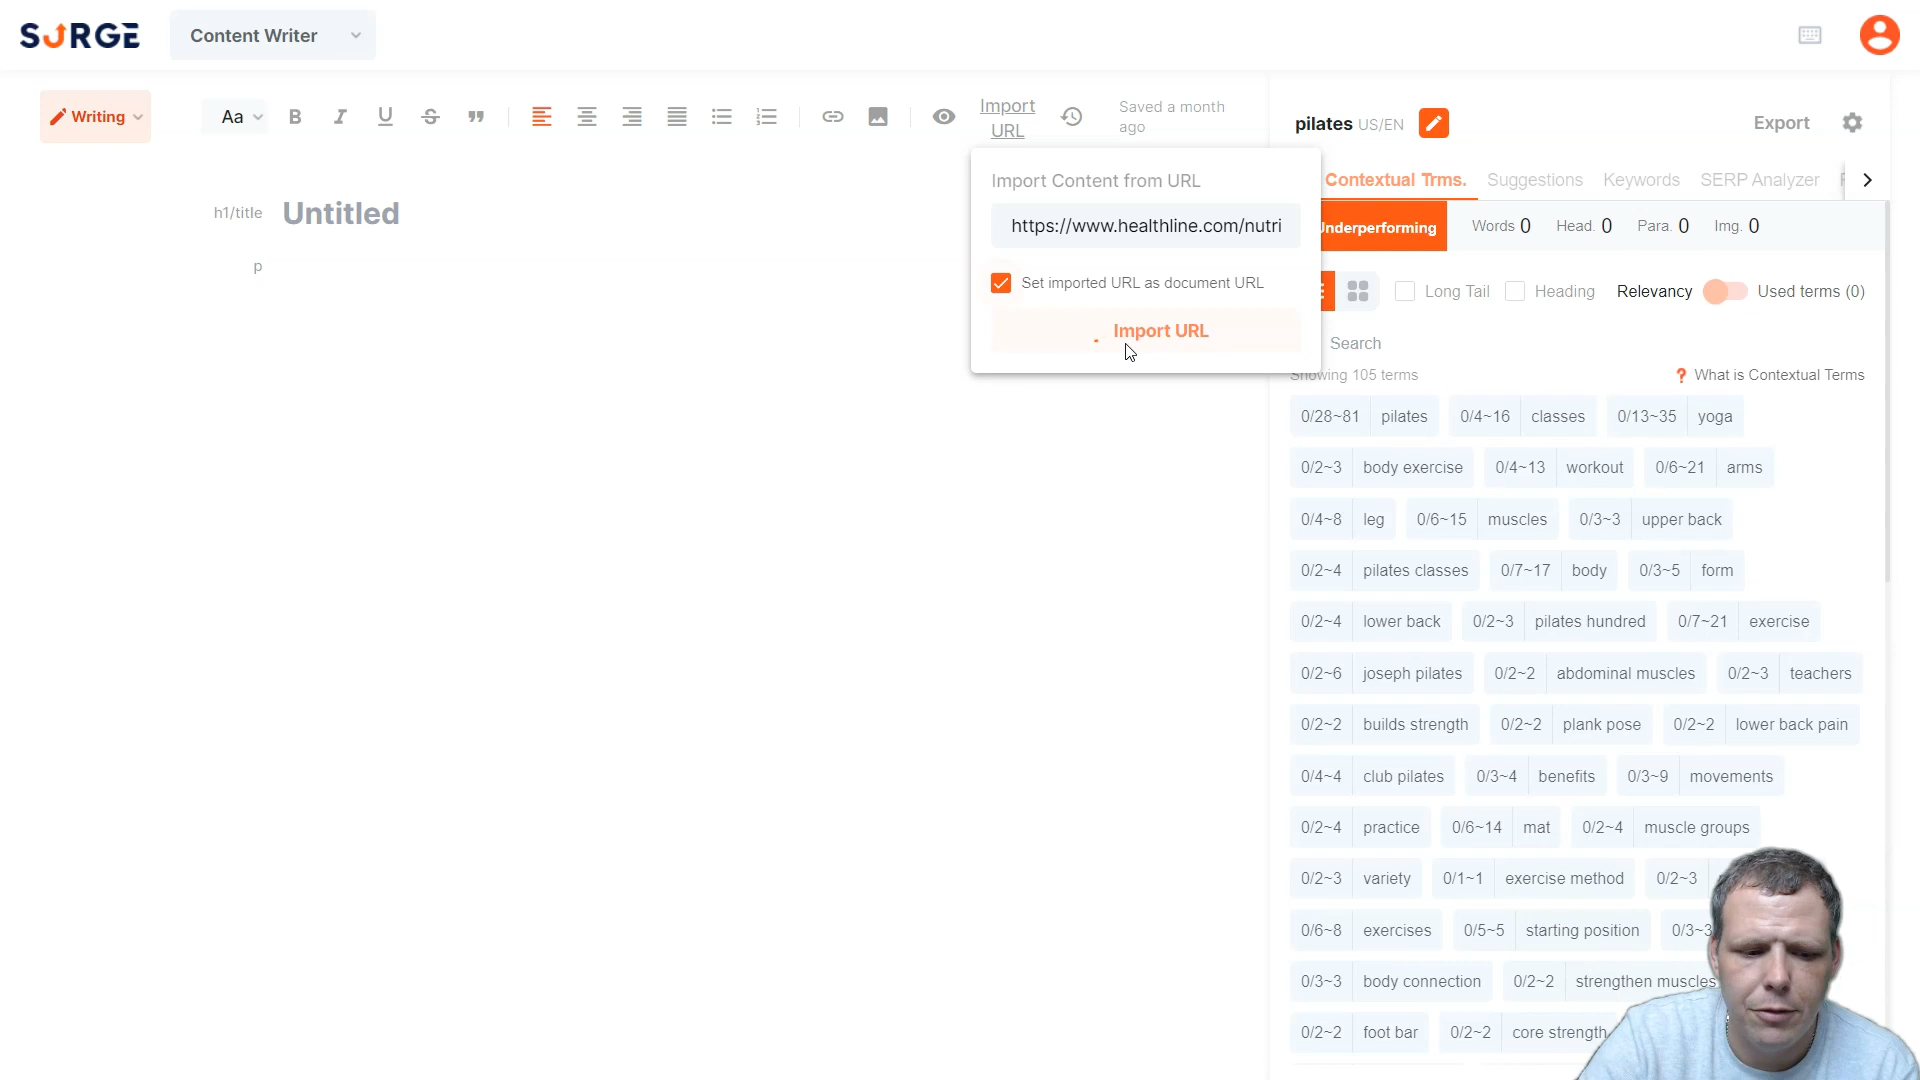 SURGE
Content Writer
Writing
Aa
B
I
U
S
Import URL
Saved a month ago
h1/title Untitled
p
Import Content from URL
https://www.healthline.com/nutri
Set imported URL as document URL
Import URL
pilates US/EN
Export
Contextual Trms. Suggestions Keywords SERP Analyzer
Underperforming Words 0 Head. 0 Para. 0 Img. 0
Long Tail Heading Relevancy Used terms (0)
Search
Showing 105 terms
? What is Contextual Terms
0/28~81 pilates 0/4~16 classes 0/13~35 yoga
0/2~3 body exercise 0/4~13 workout 0/6~21 arms
0/4~8 leg 0/6~15 muscles 0/3~3 upper back
0/2~4 pilates classes 0/7~17 body 0/3~5 form
0/2~4 lower back 0/2~3 pilates hundred 0/7~21 exercise
0/2~6 joseph pilates 0/2~2 abdominal muscles 0/2~3 teachers
0/2~2 builds strength 0/2~2 plank pose 0/2~2 lower back pain
0/4~4 club pilates 0/3~4 benefits 0/3~9 movements
0/2~4 practice 0/6~14 mat 0/2~4 muscle groups
0/2~3 variety 0/1~1 exercise method 0/2~3
0/6~8 exercises 0/5~5 starting position 0/3~3
0/3~3 body connection 0/2~2 strengthen muscles
0/2~2 foot bar 0/2~2 core strength